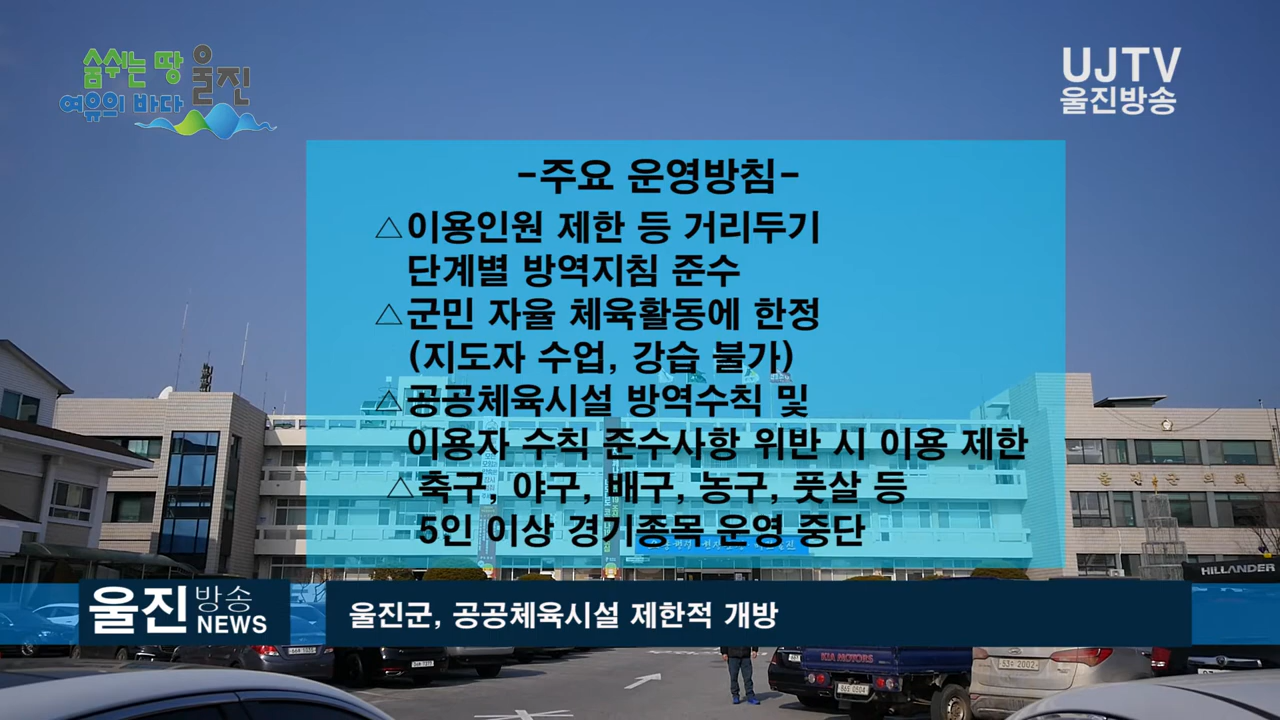 숨쉬는 땅
여유의 바다
울진
UJTV
울진방송
-주요 운영방침-
△이용인원 제한 등 거리두기
단계별 방역지침 준수
△군민 자율 체육활동에 한정
(지도자 수업, 강습 불가)
△공공체육시설 방역수칙 및
이용자 수칙 준수사항 위반 시 이용 제한
△축구, 야구, 배구, 농구, 풋살 등
5인 이상 경기종목 운영 중단
울진군의회
HILLANDER
울진 방송
NEWS
울진군, 공공체육시설 제한적 개방
KIA MOTORS
86유 0504